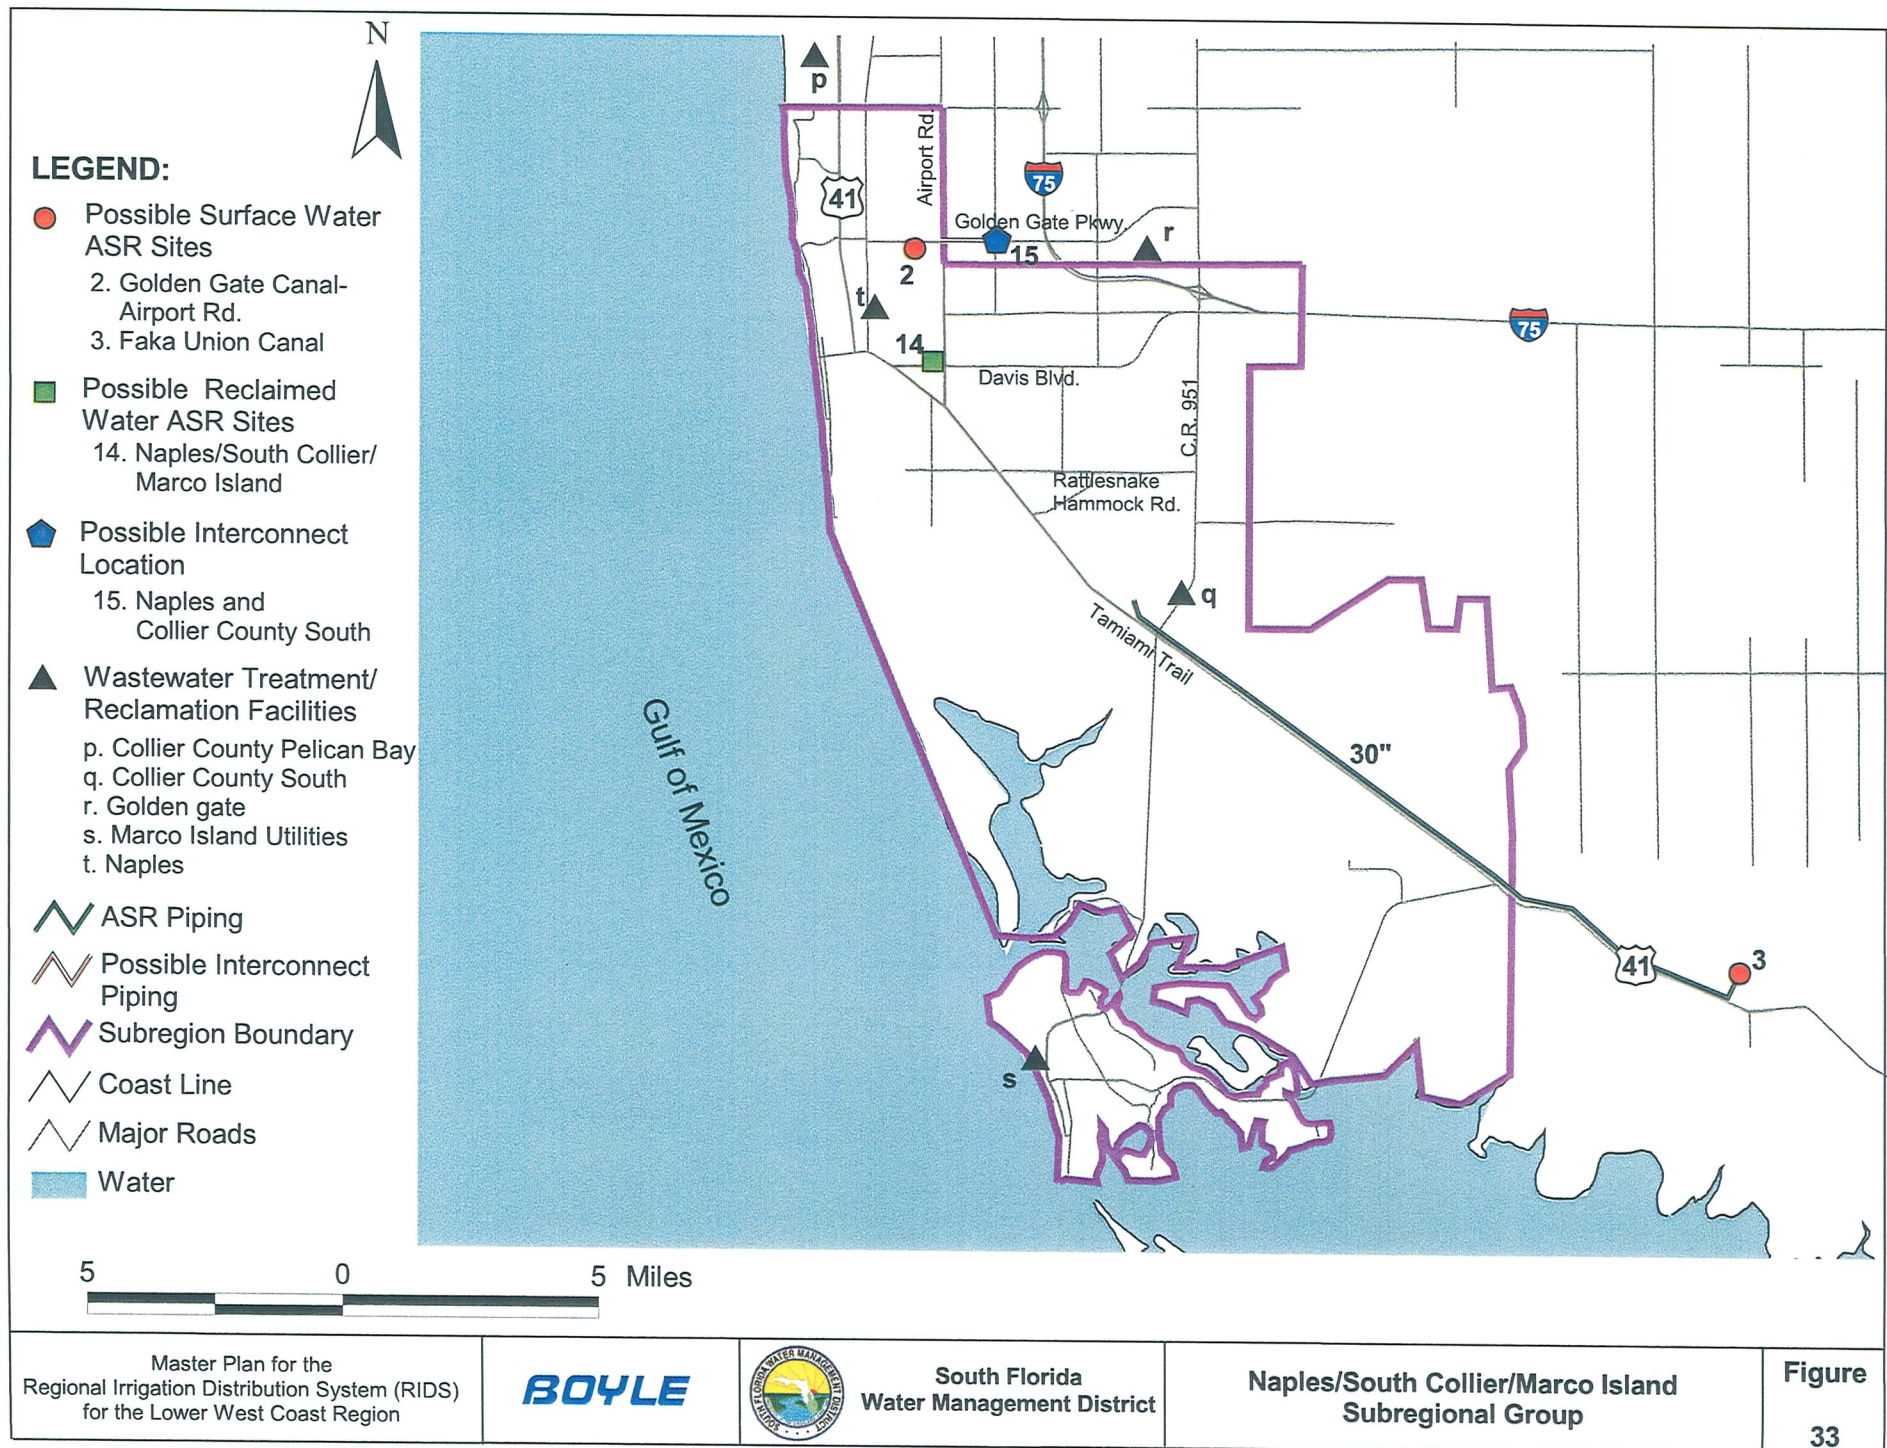 N
LEGEND:
Possible Surface Water
ASR Sites
2. Golden Gate Canal-
Airport Rd.
3. Faka Union Canal
Possible Reclaimed
Water ASR Sites
14. Naples/South Collier/
Marco Island
Possible Interconnect
Location
15. Naples and
Collier County South
Wastewater Treatment/
Reclamation Facilities
p. Collier County Pelican Bay
q. Collier County South
r. Golden gate
s. Marco Island Utilities
t. Naples
ASR Piping
Possible Interconnect
Piping
Subregion Boundary
Coast Line
Major Roads
Water
5 0 5 Miles
p
Airport Rd.
41
75
Golden Gate Pkwy.
r
2
15
t
14
75
Davis Blvd.
C.R. 951
Rattlesnake
Hammock Rd.
q
Tamiami Trail
30"
Gulf of Mexico
41
3
s
Master Plan for the
Regional Irrigation Distribution System (RIDS)
for the Lower West Coast Region
BOYLE
SOUTH FLORIDA WATER MANAGEMENT DISTRICT
South Florida
Water Management District
Naples/South Collier/Marco Island
Subregional Group
Figure
33